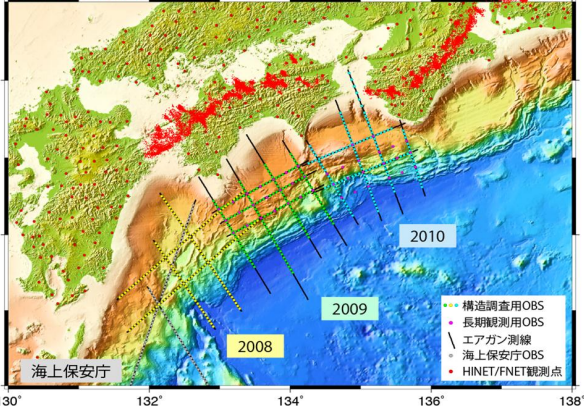 2010
2009
2008
海上保安庁
構造調査用OBS
長期観測用OBS
エアガン測線
海上保安庁OBS
HINET/FNET観測点
130˚
132˚
134˚
136˚
138˚